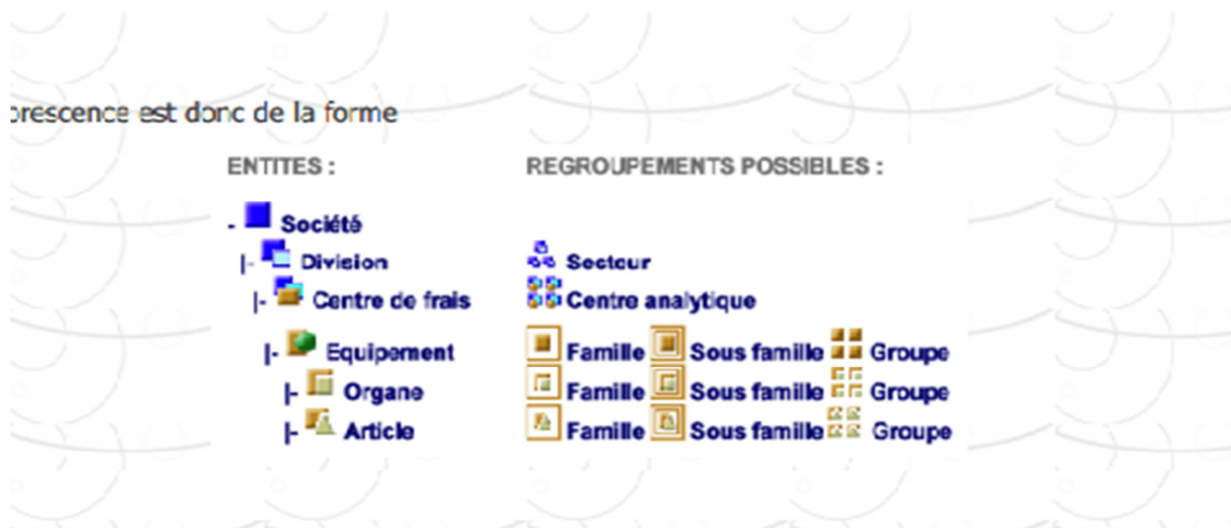 orescence est donc de la forme
ENTITES : REGROUPEMENTS POSSIBLES :
- Société
|- Division Secteur
|- Centre de frais Centre analytique
|- Equipement Famille Sous famille Groupe
|- Organe Famille Sous famille Groupe
|- Article Famille Sous famille Groupe